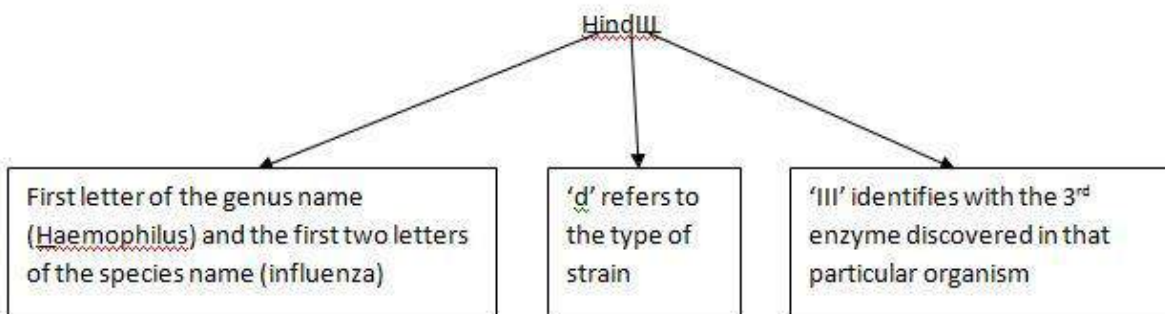 HindIII
First letter of the genus name
(Haemophilus) and the first two letters
of the species name (influenza)
‘d’ refers to
the type of
strain
‘III’ identifies with the 3rd
enzyme discovered in that
particular organism